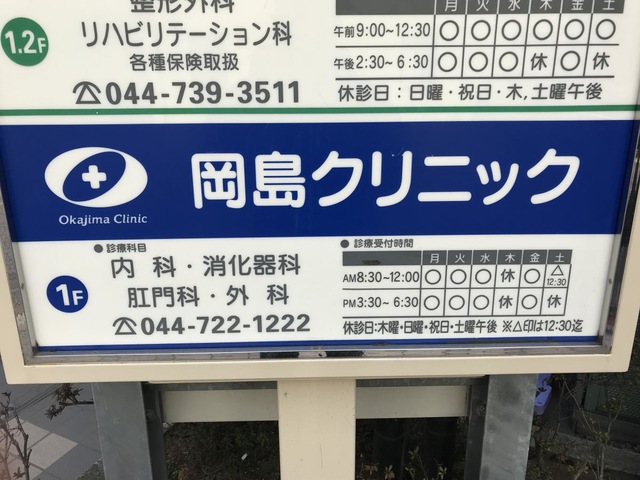 整形外科
リハビリテーション科
各種保険取扱
☎044-739-3511
1.2F
月 火 水 木 金 土
午前9:00~12:30 ○ ○ ○ ○ ○ ○
午後2:30~6:30 ○ ○ ○ 休 ○ 休
休診日:日曜・祝日・木,土曜午後
岡島クリニック
Okajima Clinic
1F
●診療科目
内科・消化器科
肛門科・外科
☎044-722-1222
●診療受付時間
月 火 水 木 金 土
AM8:30~12:00 ○ ○ ○ 休 ○ △12:30
PM3:30~6:30 ○ ○ ○ 休 ○ 休
休診日:木曜・日曜・祝日・土曜午後 ※△印は12:30迄